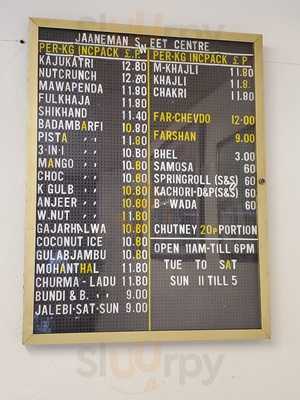 JAANEMAN S EET CENTRE
W
PER-KG INCPACK £ P
KAJUKATRI 12.80
NUTCRUNCH 12.80
MAWAPENDA 11.80
FULKHAJA 11.80
SHIKHAND 11.40
BADAMBARFI 10.80
PISTA " 11.80
3-IN-1 " 10.80
MANGO " 10.80
CHOC " 10.80
K GULB " 10.80
ANJEER " 10.80
W.NUT " 11.80
GAJARHALWA 10.80
COCONUT ICE 10.80
GULABJAMBU 10.80
MOHANTHAL 11.80
CHURMA - LADU 11.80
BUNDI & B. " 9.00
JALEBI-SAT-SUN 9.00
PER-KG INCPACK £ P
M-KHAJLI 11.80
KHAJLI 11.8
CHAKRI 11.80
FAR-CHEVDO 12.00
FARSHAN 9.00
BHEL 3.00
SAMOSA 60
SPRINGROLL (S&S) 60
KACHORI-D&P(S&S) 60
B - WADA 60
CHUTNEY 20P PORTION
OPEN 11AM-TILL 6PM
TUE TO SAT
SUN 11 TILL 5
Sluurpy